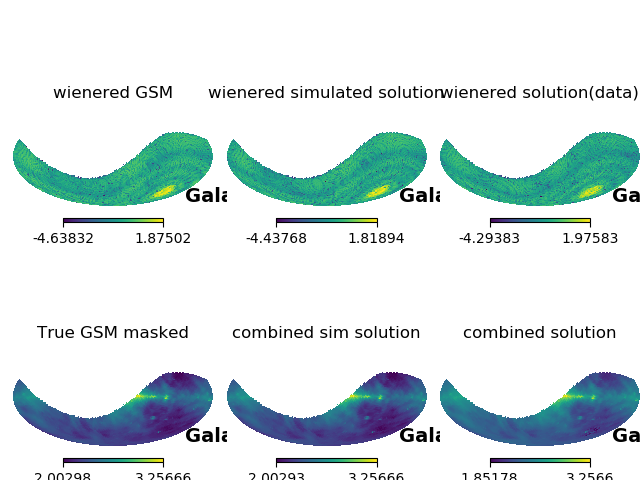 wienered GSM
wienered simulated solution
wienered solution(data)
Gala
Gala
Ga
-4.63832 1.87502
-4.43768 1.81894
-4.29383 1.97583
True GSM masked
combined sim solution
combined solution
Gala
Gala
Ga
2.00298 3.25666
2.00293 3.25666
1.85178 3.2566